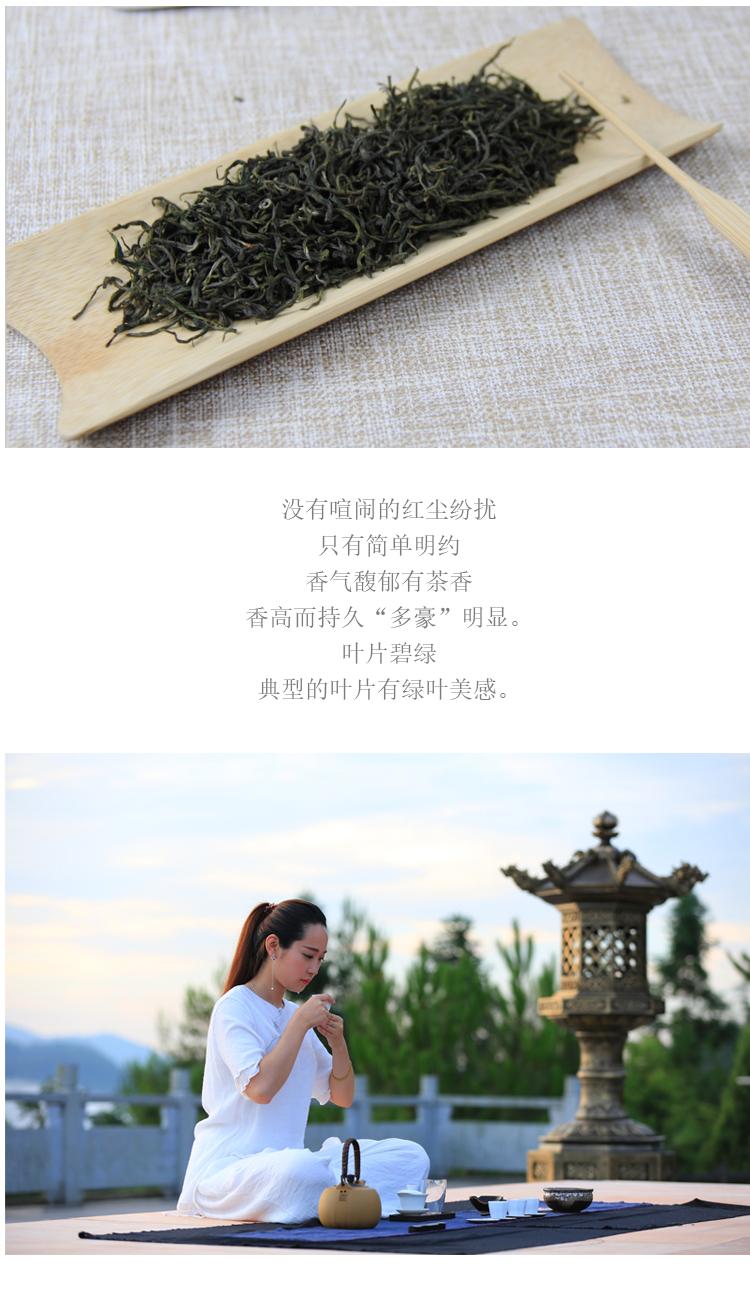 没有喧闹的红尘纷扰
只有简单明约
香气馥郁有茶香
香高而持久“多豪”明显。
叶片碧绿
典型的叶片有绿叶美感。